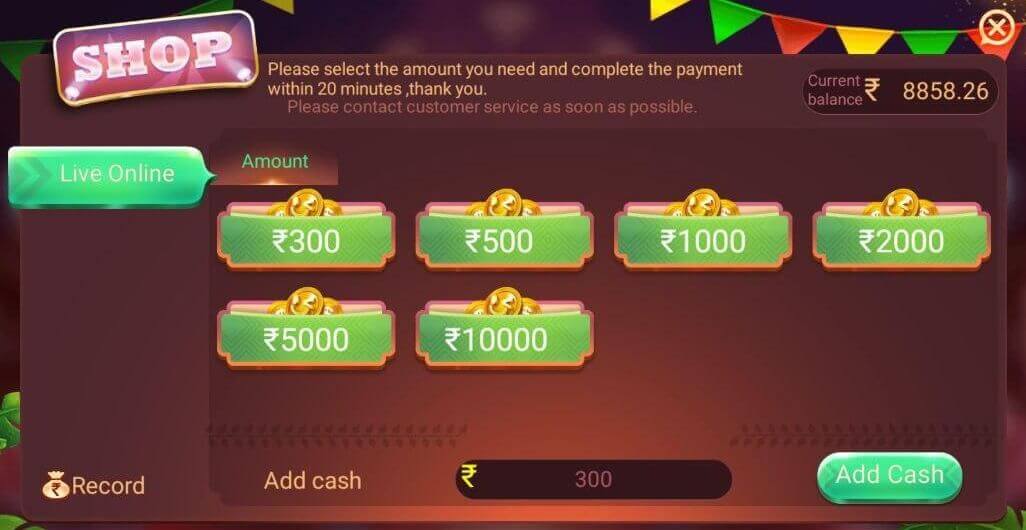 SHOP
Please select the amount you need and complete the payment
within 20 minutes ,thank you.
Please contact customer service as soon as possible.
Current
balance ₹ 8858.26
Live Online
Amount
₹300 ₹500 ₹1000 ₹2000
₹5000 ₹10000
₹Record Add cash ₹ 300 Add Cash